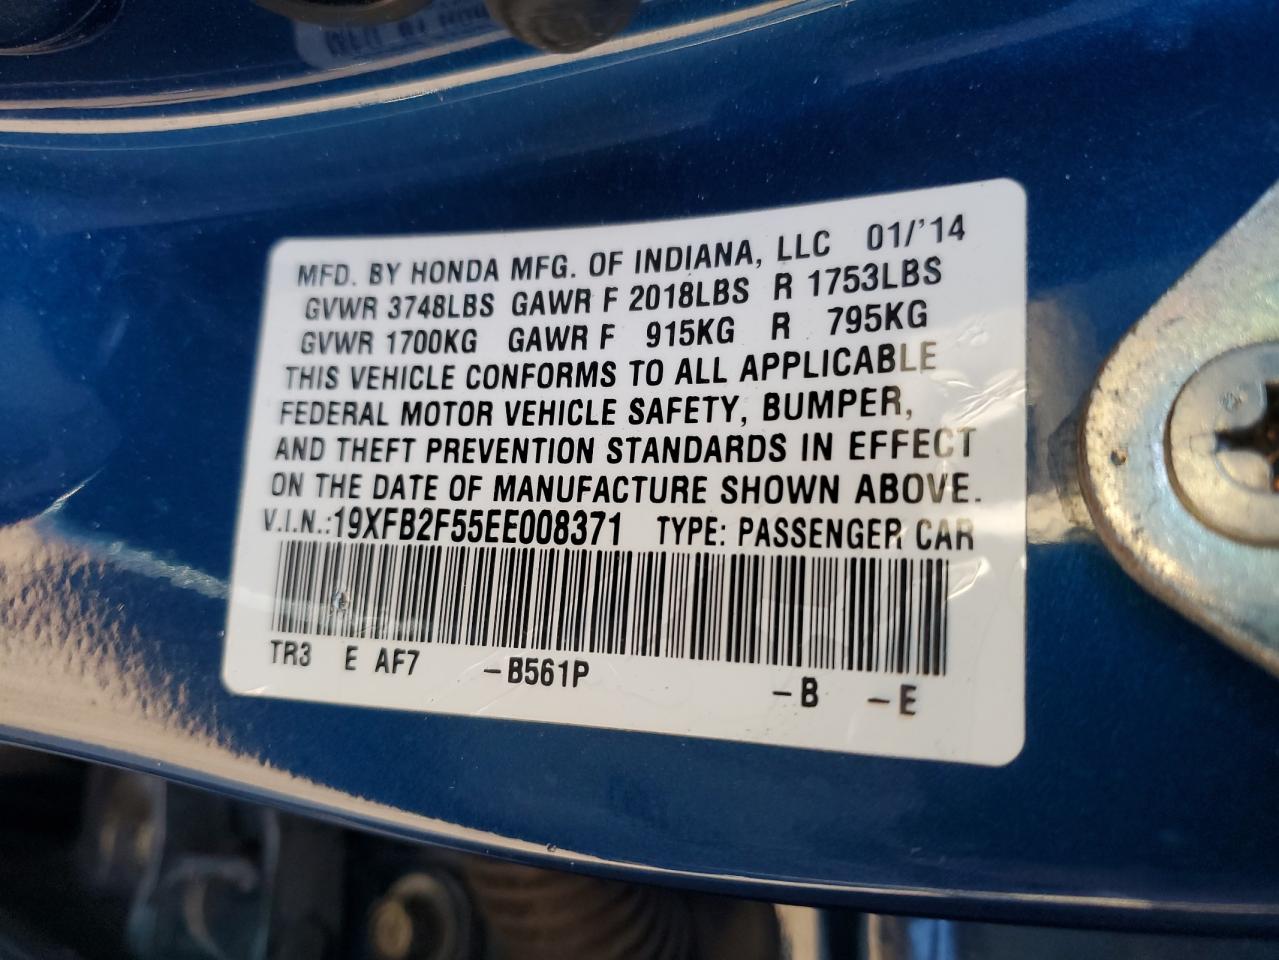 MFD. BY HONDA MFG. OF INDIANA, LLC 01/'14
GVWR 3748LBS GAWR F 2018LBS R 1753LBS
GVWR 1700KG GAWR F 915KG R 795KG
THIS VEHICLE CONFORMS TO ALL APPLICABLE
FEDERAL MOTOR VEHICLE SAFETY, BUMPER,
AND THEFT PREVENTION STANDARDS IN EFFECT
ON THE DATE OF MANUFACTURE SHOWN ABOVE.
V.I.N.:19XFB2F55EE008371 TYPE: PASSENGER CAR
TR3 E AF7 -B561P -B -E